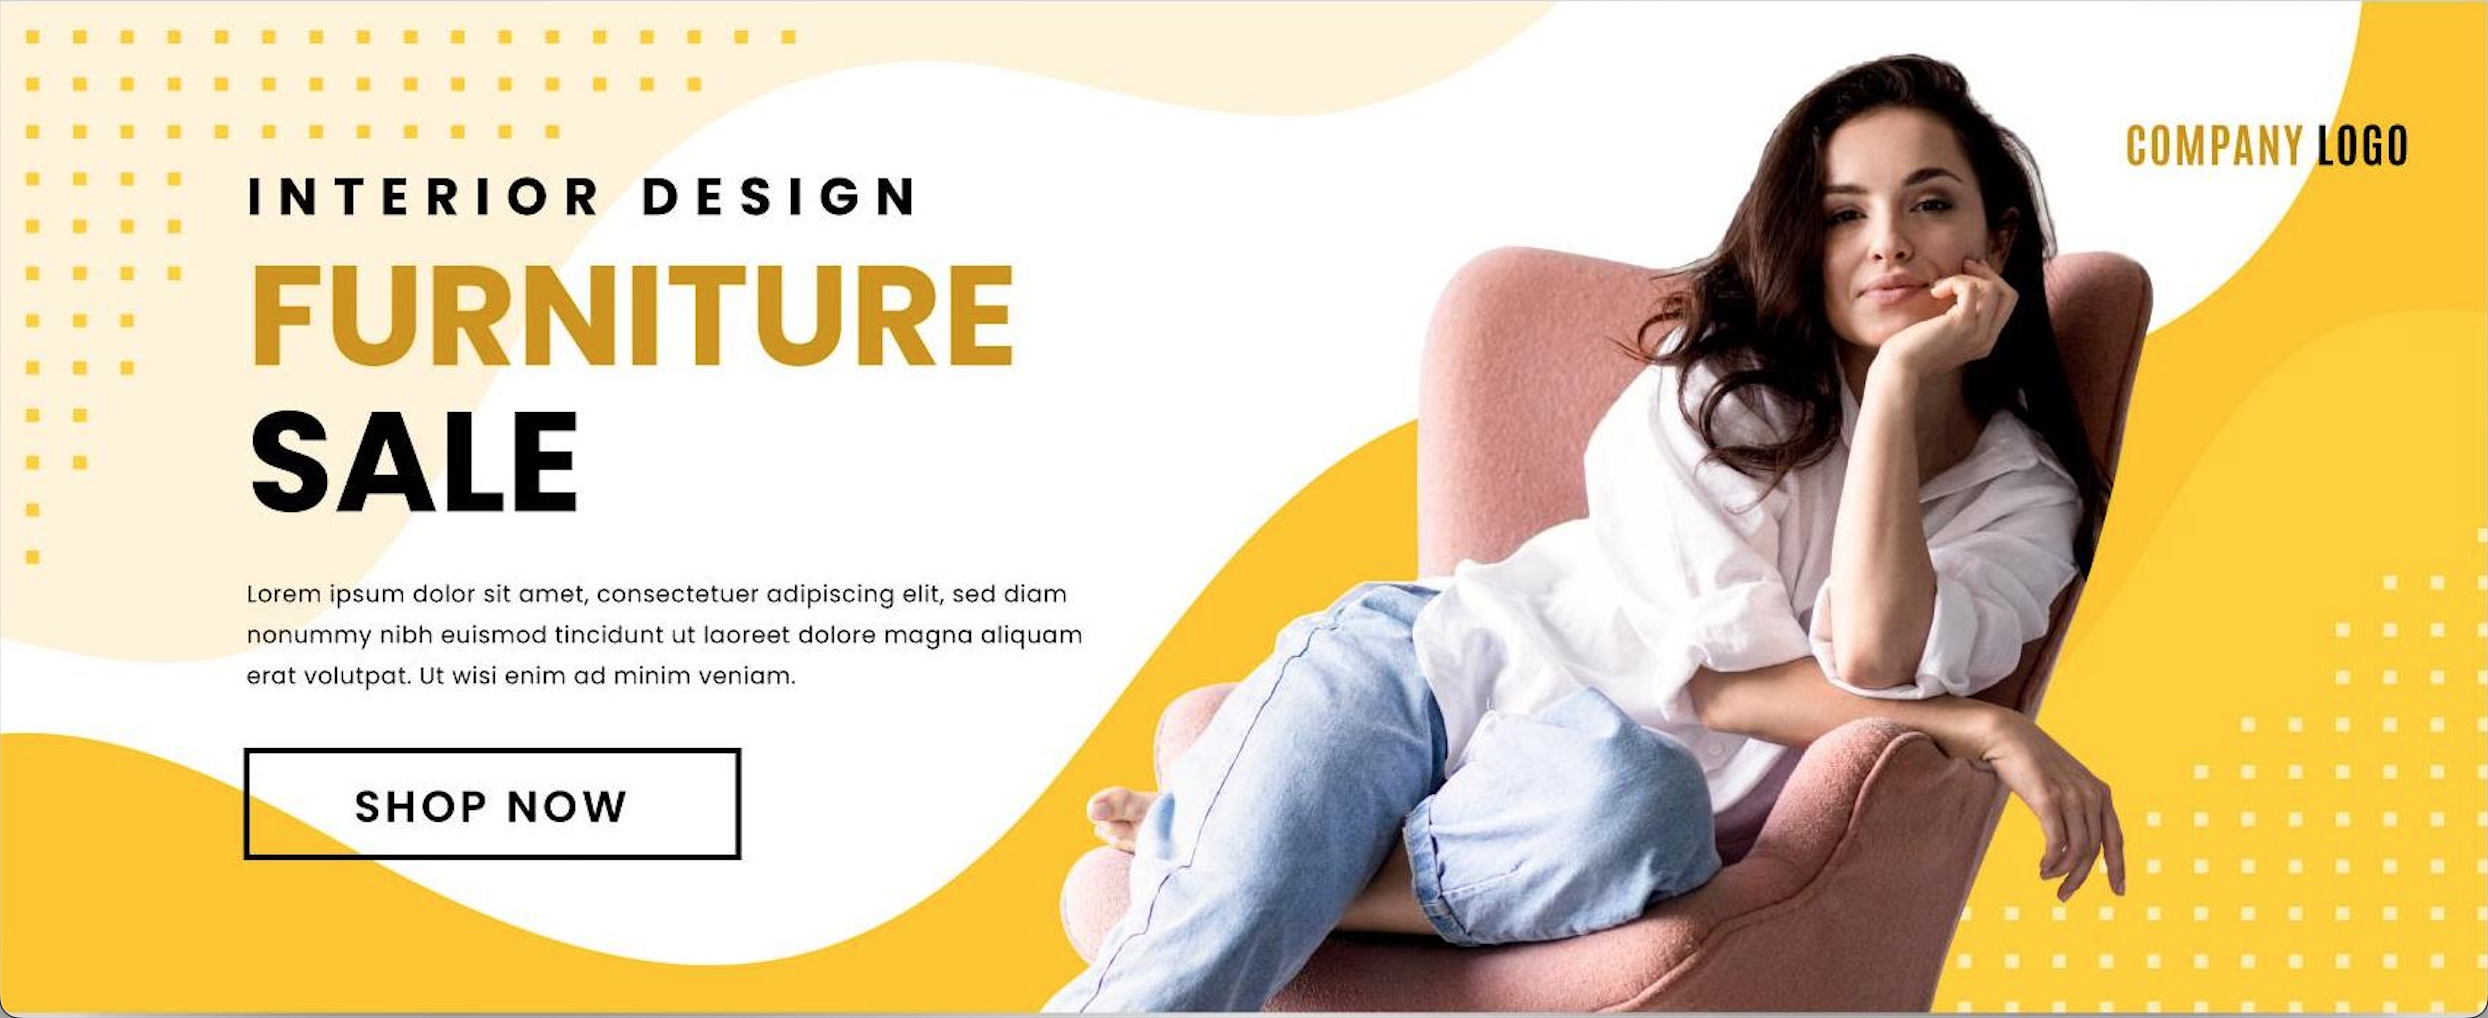 INTERIOR DESIGN
FURNITURE
SALE
Lorem ipsum dolor sit amet, consectetuer adipiscing elit, sed diam
nonummy nibh euismod tincidunt ut laoreet dolore magna aliquam
erat volutpat. Ut wisi enim ad minim veniam.
SHOP NOW
COMPANY LOGO